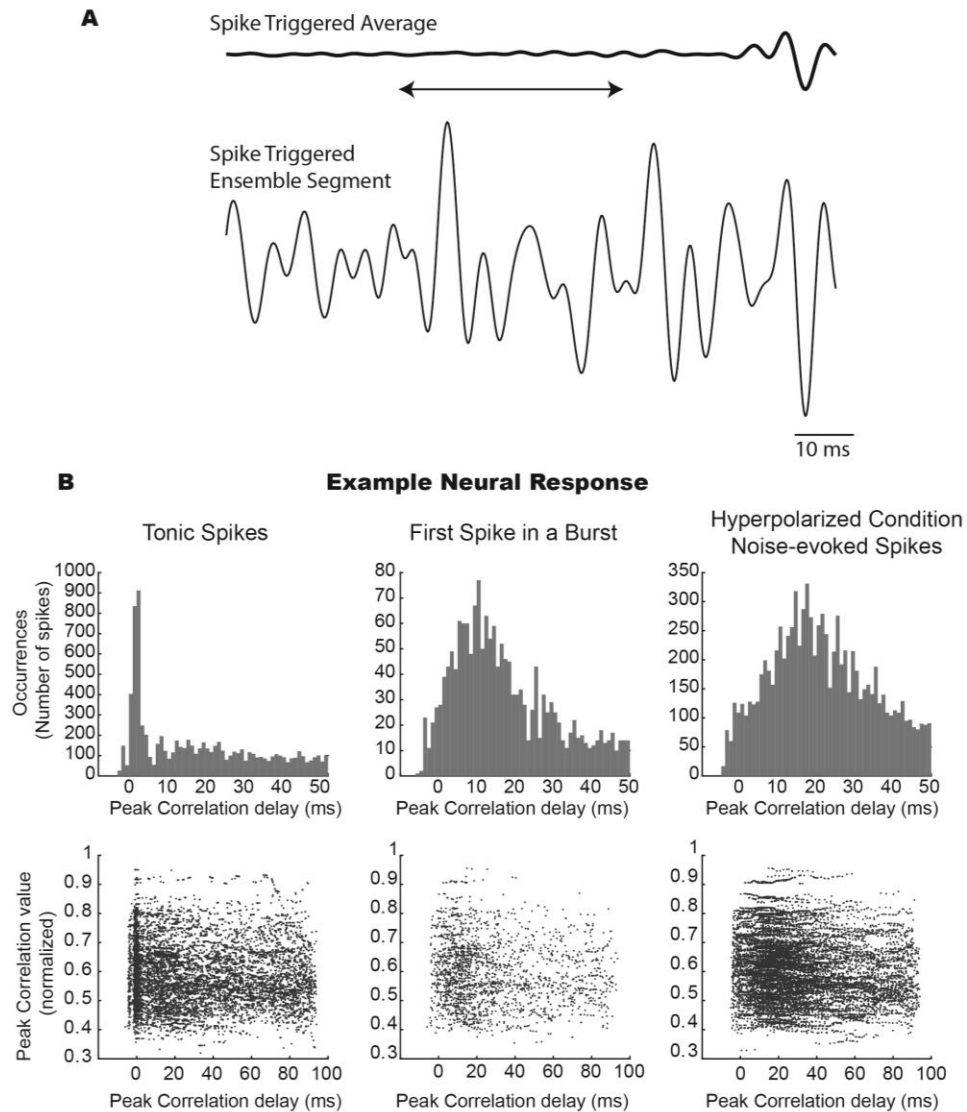 A
Spike Triggered Average
Spike Triggered
Ensemble Segment
10 ms
B
Example Neural Response
Tonic Spikes
First Spike in a Burst
Hyperpolarized Condition
Noise-evoked Spikes
Occurrences
(Number of spikes)
1000
900
800
700
600
500
400
300
200
100
0
0 10 20 30 40 50
Peak Correlation delay (ms)
80
70
60
50
40
30
20
10
0
0 10 20 30 40 50
Peak Correlation delay (ms)
350
300
250
200
150
100
50
0
0 10 20 30 40 50
Peak Correlation delay (ms)
Peak Correlation value
(normalized)
1
0.9
0.8
0.7
0.6
0.5
0.4
0.3
0 20 40 60 80 100
Peak Correlation delay (ms)
1
0.9
0.8
0.7
0.6
0.5
0.4
0.3
0 20 40 60 80 100
Peak Correlation delay (ms)
1
0.9
0.8
0.7
0.6
0.5
0.4
0.3
0 20 40 60 80 100
Peak Correlation delay (ms)